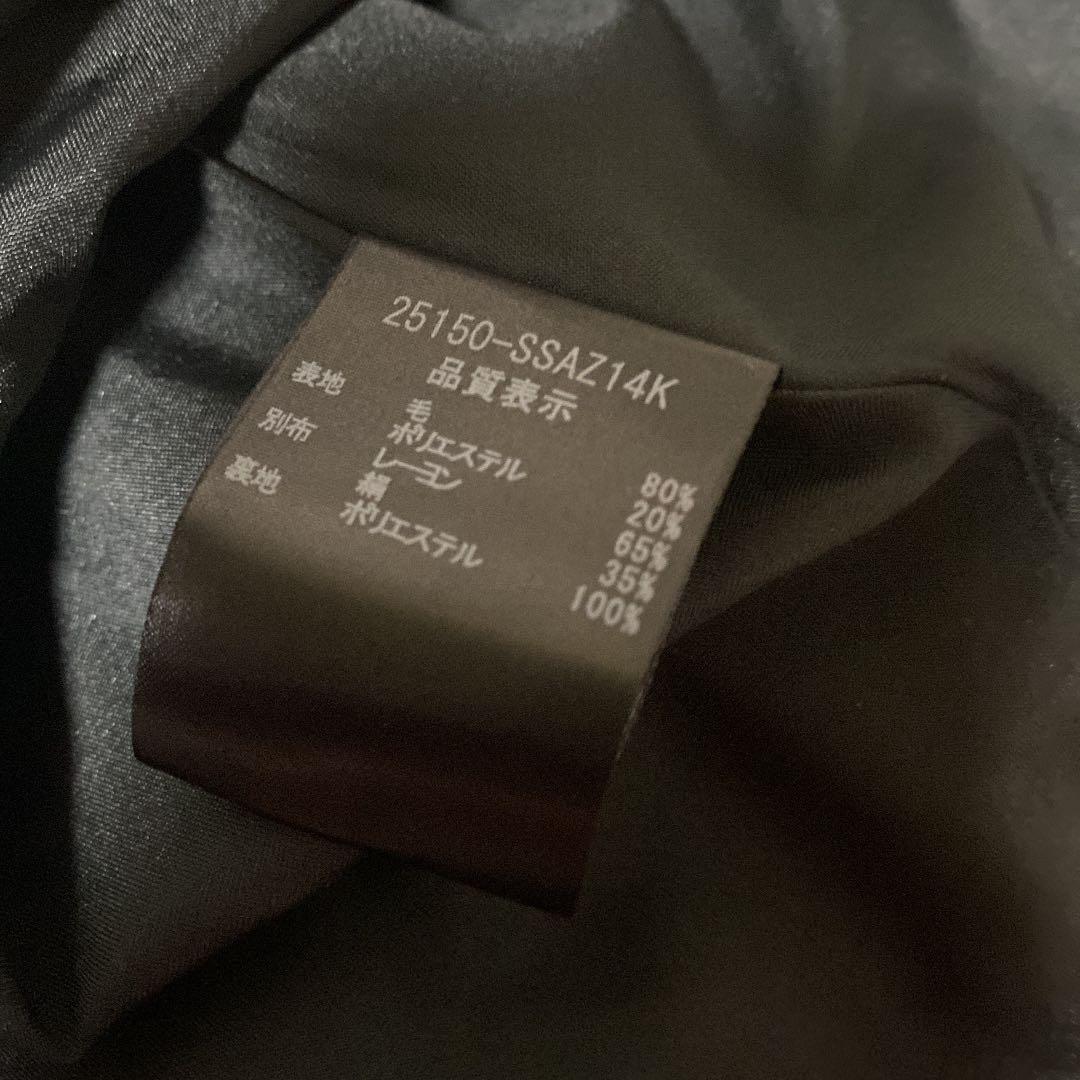 25150-SSAZ14K
品質表示
表地 毛 80%
ポリエステル 20%
別布 レーヨン 65%
絹 35%
裏地 ポリエステル 100%